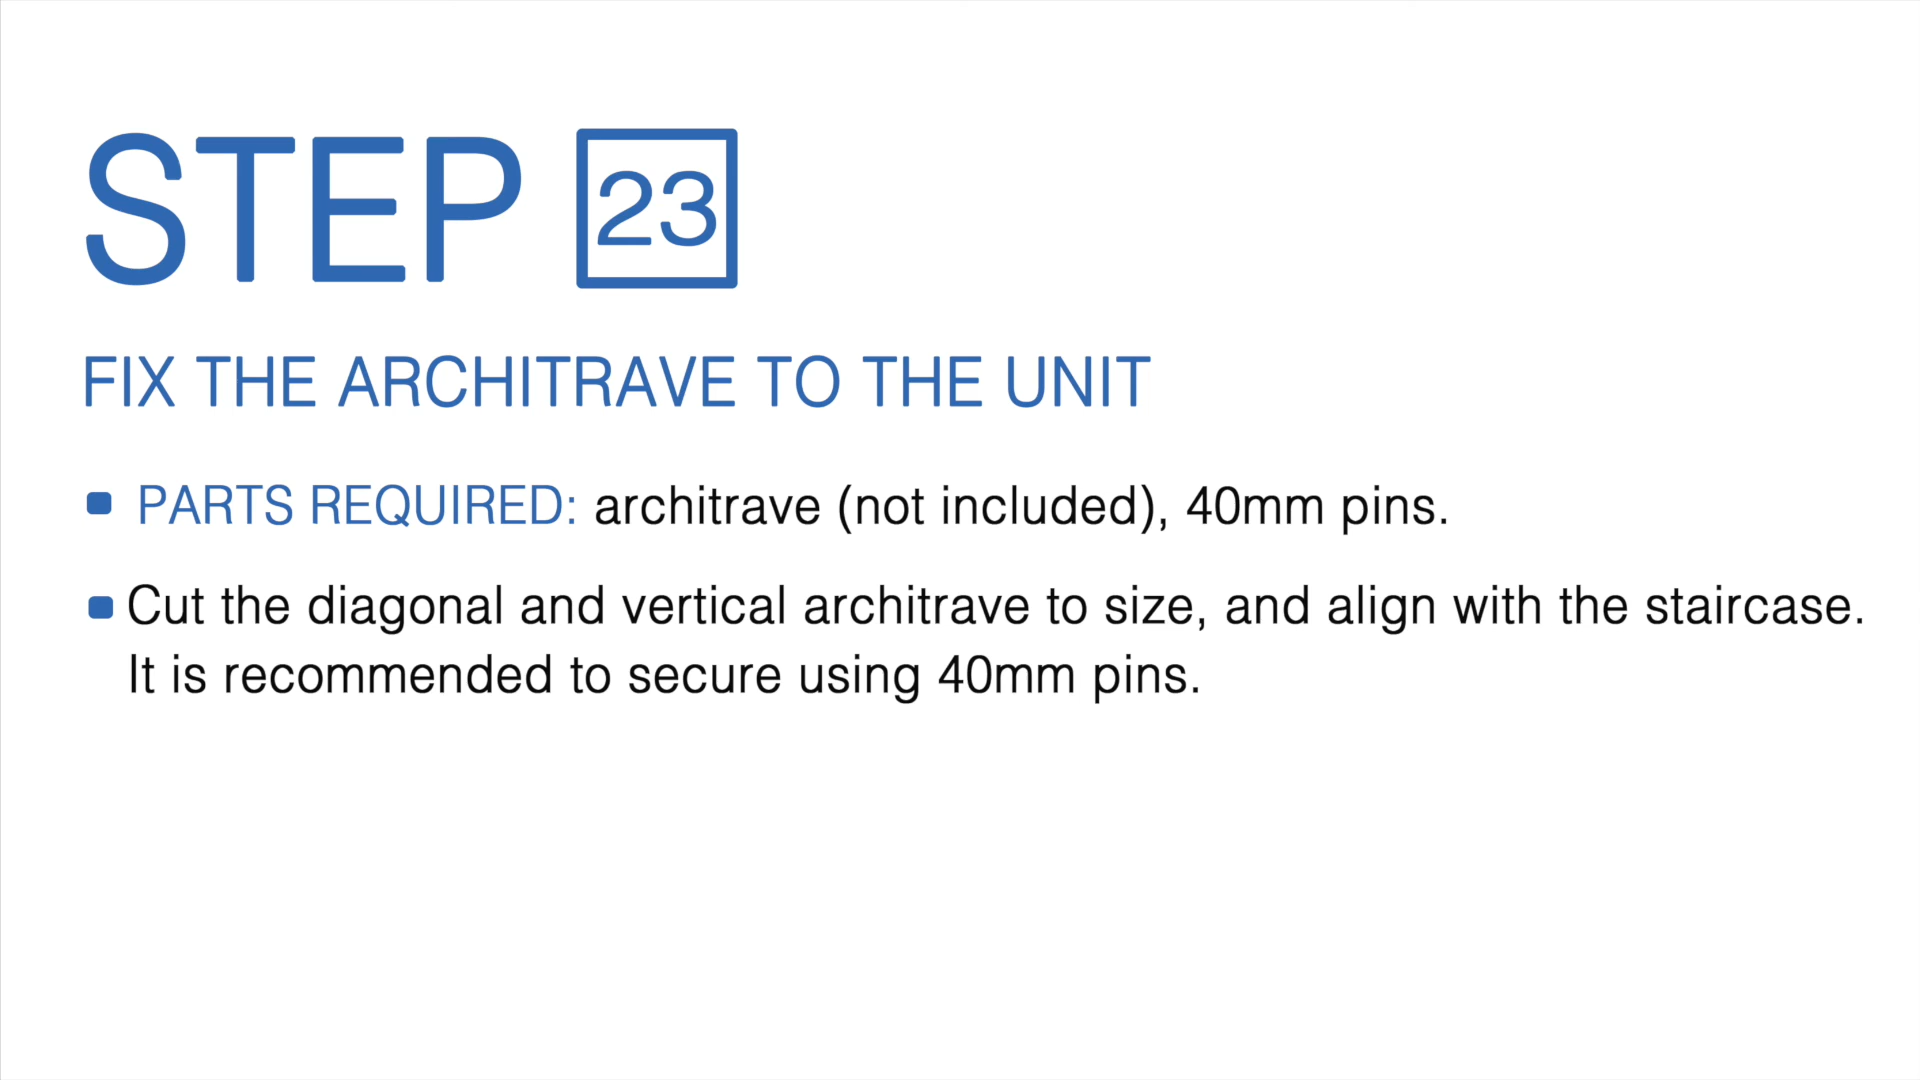 STEP 23
FIX THE ARCHITRAVE TO THE UNIT
PARTS REQUIRED: architrave (not included), 40mm pins.
Cut the diagonal and vertical architrave to size, and align with the staircase.
It is recommended to secure using 40mm pins.